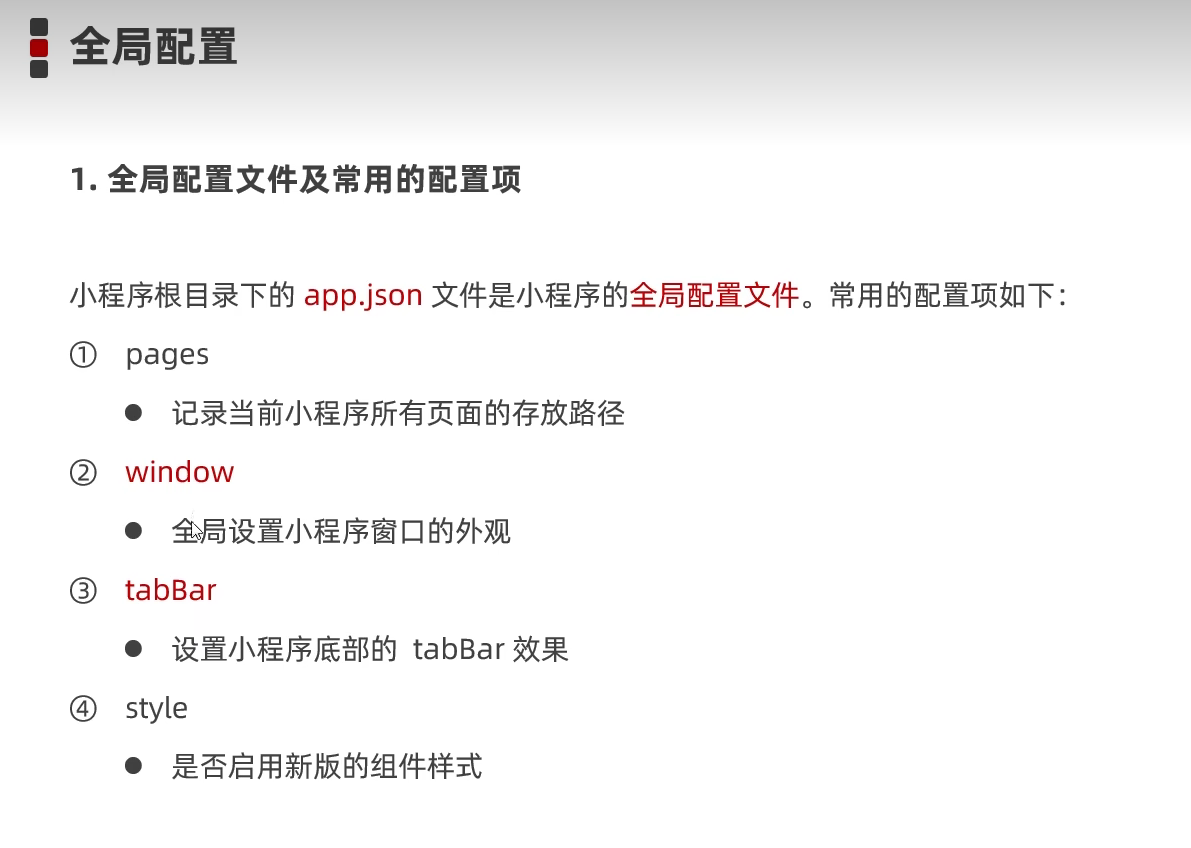 全局配置
1. 全局配置文件及常用的配置项
小程序根目录下的 app.json 文件是小程序的全局配置文件。常用的配置项如下：
① pages
● 记录当前小程序所有页面的存放路径
② window
● 全局设置小程序窗口的外观
③ tabBar
● 设置小程序底部的 tabBar 效果
④ style
● 是否启用新版的组件样式